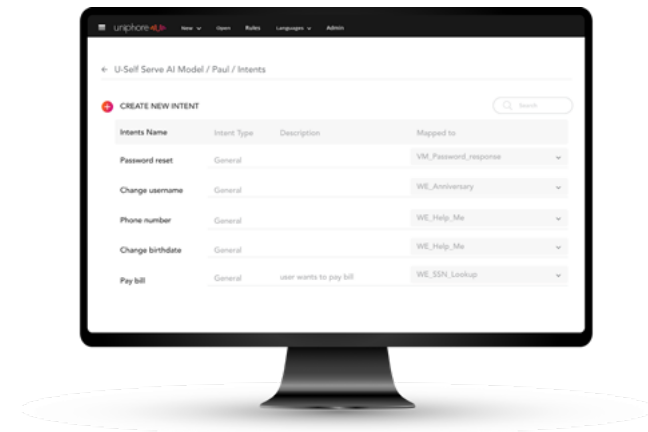 uniphore New Open Rules Languages Admin
U-Self Serve AI Model / Paul / Intents
CREATE NEW INTENT Search
Intents Name Intent Type Description Mapped to
Password reset General VM_Password_response
Change username General WE_Anniversary
Phone number General WE_Help_Me
Change birthdate General WE_Help_Me
Pay bill General user wants to pay bill WE_SSN_Lookup